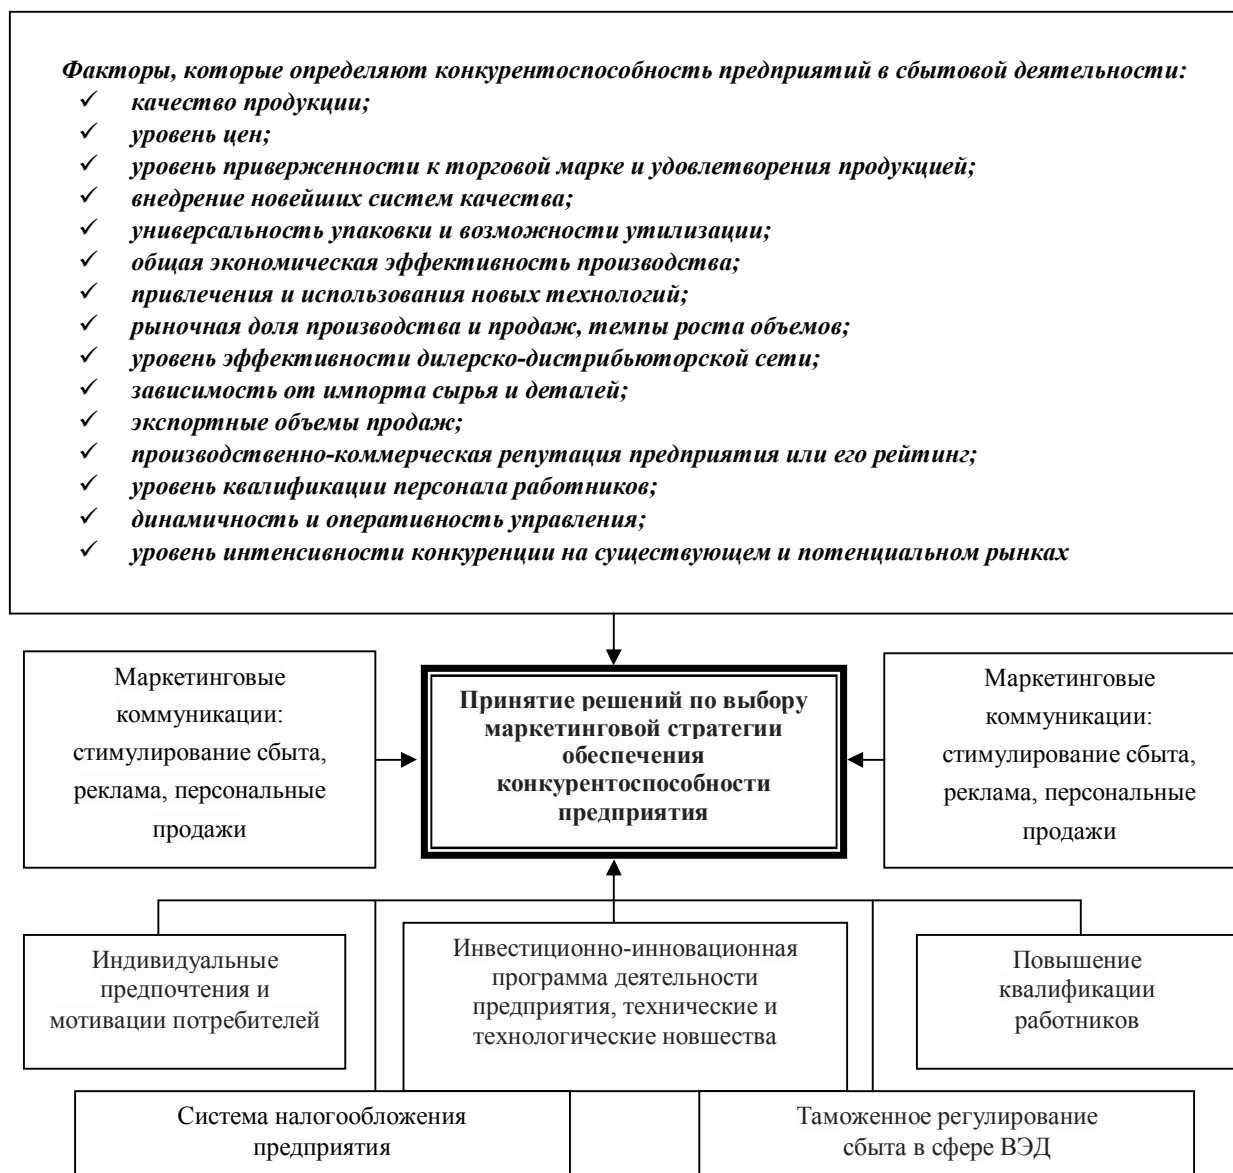 Факторы, которые определяют конкурентоспособность предприятий в сбытовой деятельности:
✓ качество продукции;
✓ уровень цен;
✓ уровень приверженности к торговой марке и удовлетворения продукцией;
✓ внедрение новейших систем качества;
✓ универсальность упаковки и возможности утилизации;
✓ общая экономическая эффективность производства;
✓ привлечения и использования новых технологий;
✓ рыночная доля производства и продаж, темпы роста объемов;
✓ уровень эффективности дилерско-дистрибьюторской сети;
✓ зависимость от импорта сырья и деталей;
✓ экспортные объемы продаж;
✓ производственно-коммерческая репутация предприятия или его рейтинг;
✓ уровень квалификации персонала работников;
✓ динамичность и оперативность управления;
✓ уровень интенсивности конкуренции на существующем и потенциальном рынках
Маркетинговые
коммуникации:
стимулирование сбыта,
реклама, персональные
продажи
Принятие решений по выбору
маркетинговой стратегии
обеспечения
конкурентоспособности
предприятия
Маркетинговые
коммуникации:
стимулирование сбыта,
реклама, персональные
продажи
Индивидуальные
предпочтения и
мотивации потребителей
Инвестиционно-инновационная
программа деятельности
предприятия, технические и
технологические новшества
Повышение
квалификации
работников
Система налогообложения
предприятия
Таможенное регулирование
сбыта в сфере ВЭД